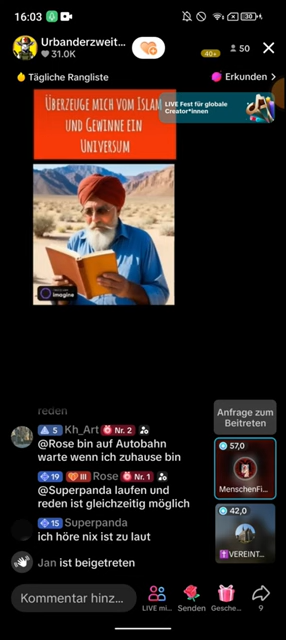 16:03
30
Urbanderzweit...
31.0K
40+
50
Tägliche Rangliste
Erkunden >
ÜBERZEUGE MICH VOM ISLAM
UND GEWINNE EIN
UNIVERSUM
LIVE Fest für globale
Creator*innen
imagine
reden
Anfrage zum
Beitreten
5 Kh_Art Nr. 2
@Rose bin auf Autobahn
warte wenn ich zuhause bin
57,0
MenschenFi...
19 III Rose Nr. 1
@Superpanda laufen und
reden ist gleichzeitig möglich
15 Superpanda
ich höre nix ist zu laut
42,0
VEREINT...
Jan ist beigetreten
Kommentar hinz...
LIVE mi...
Senden
Gesche...
9